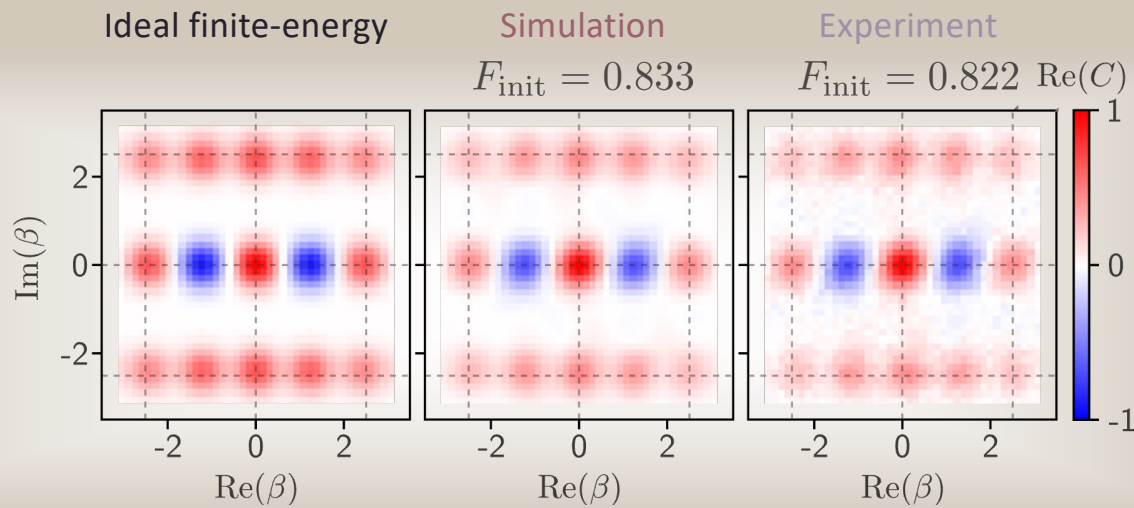 Ideal finite-energy
Simulation
Experiment
F_init = 0.833
F_init = 0.822
Re(C)
1
0
-1
Im(β)
2
0
-2
-2 0 2
-2 0 2
-2 0 2
Re(β)
Re(β)
Re(β)